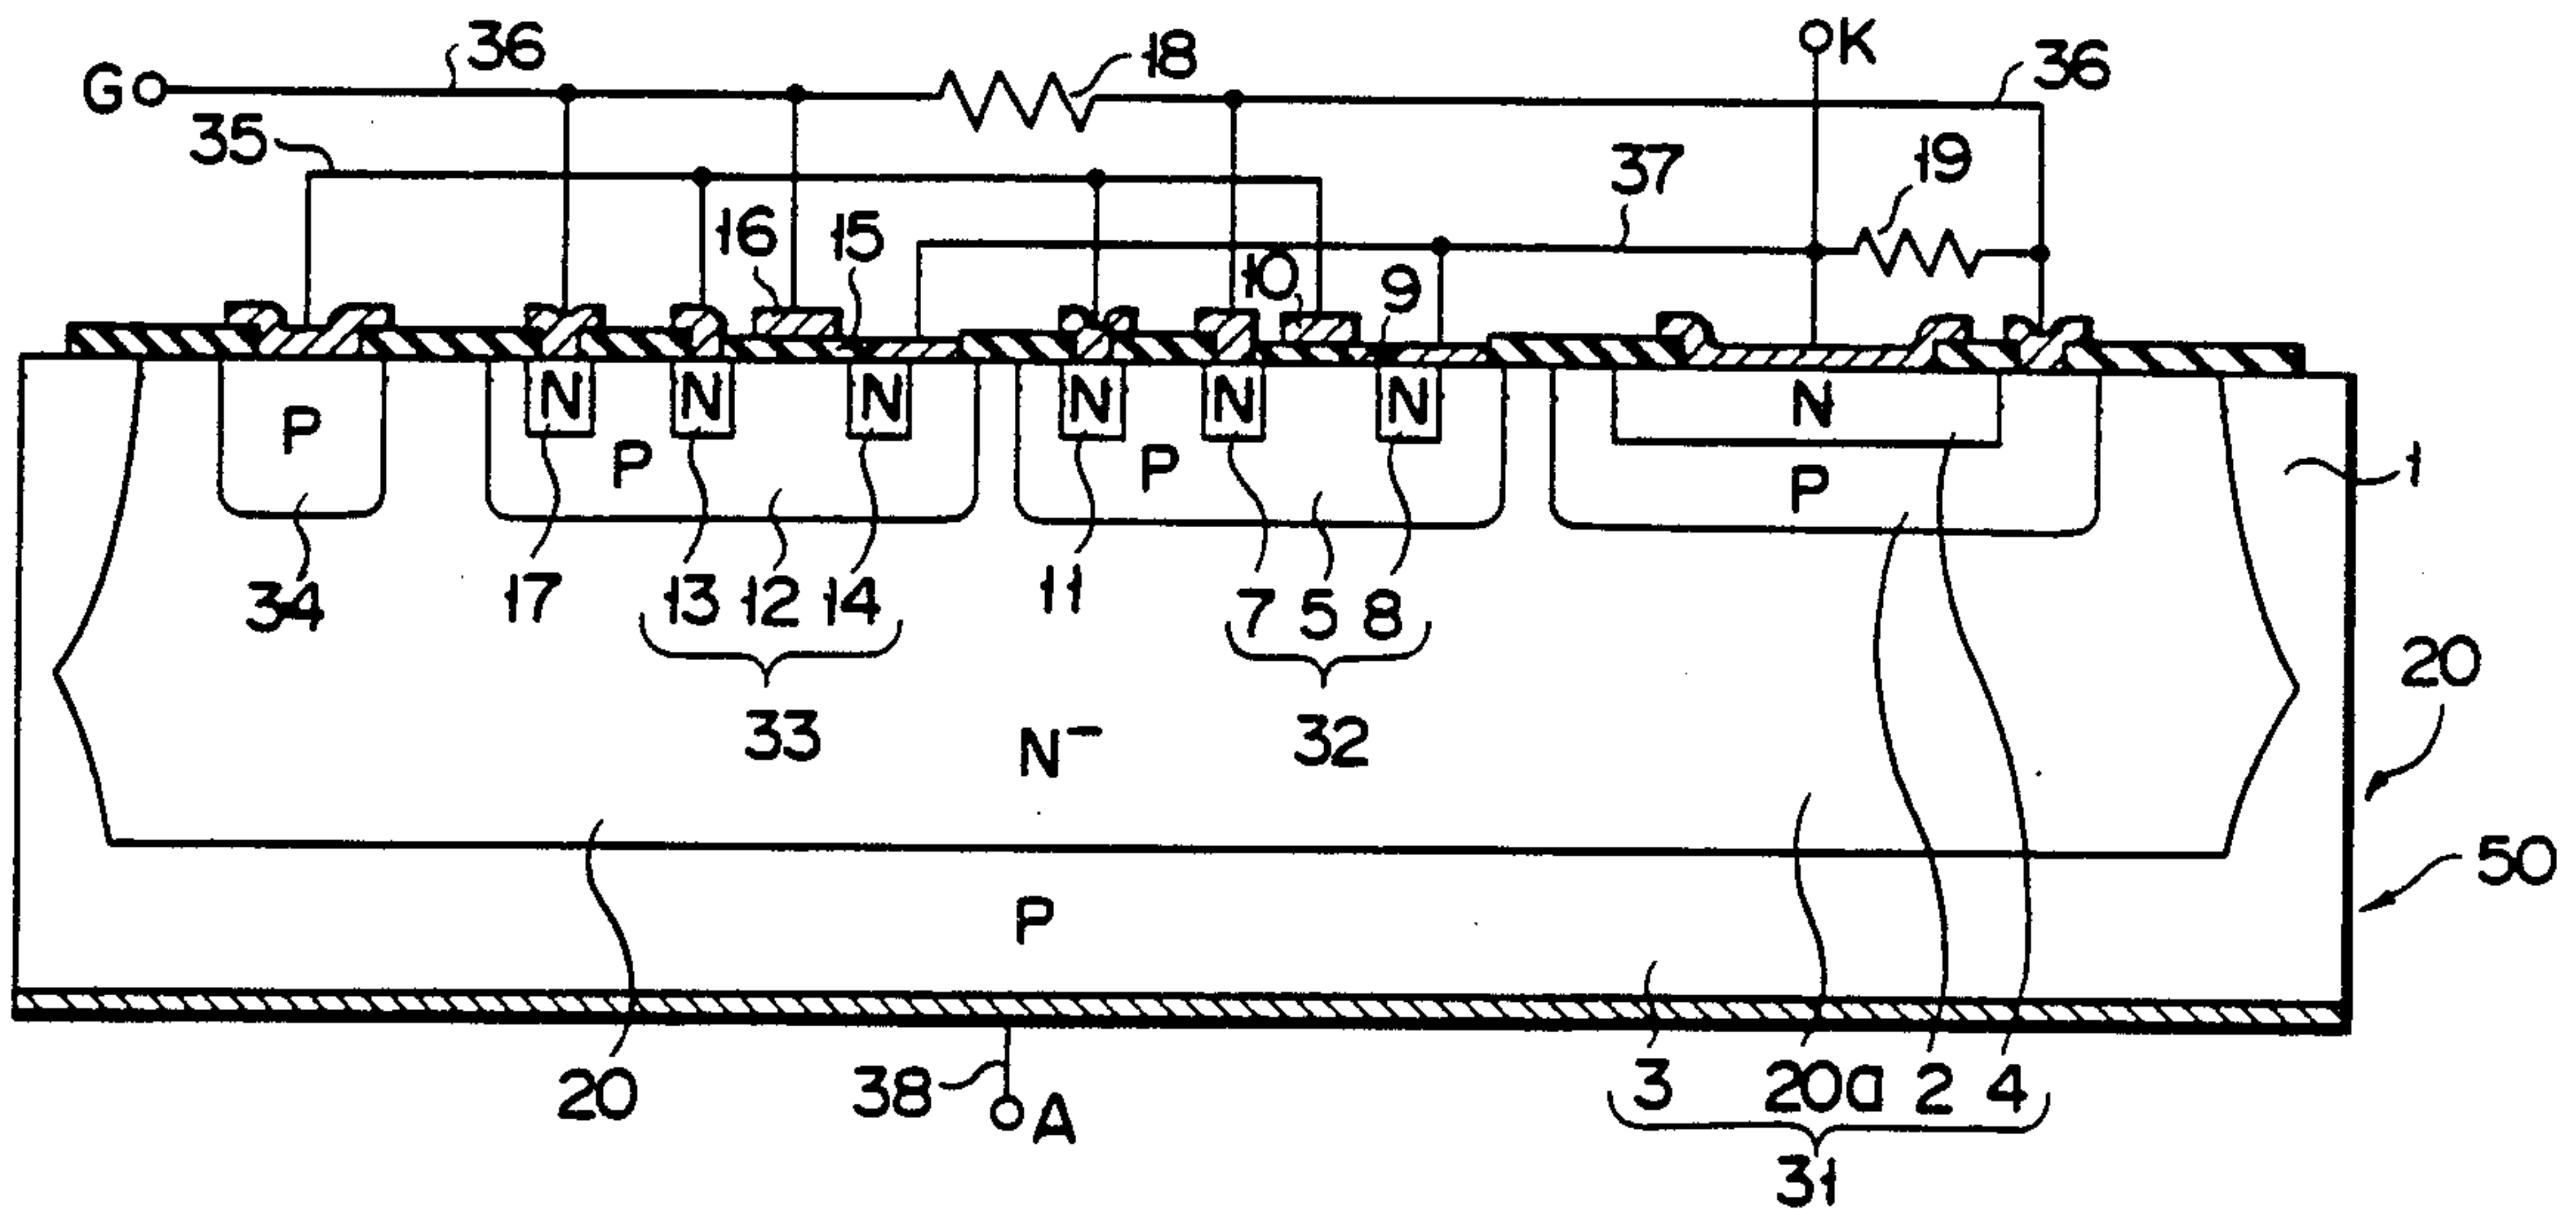 36 18 K 36
G
35 37 19
16 15 10 9
N N N N N N N
P P P P 1
34 17 13 12 14 11 7 5 8
20
33 32
N⁻
50
P
20 38 A 3 20a 2 4
31